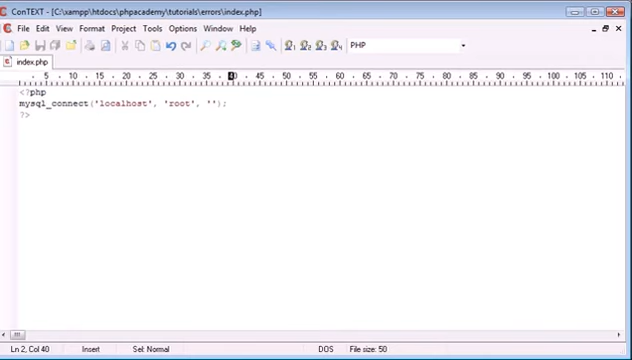 ConTEXT - [C:\xampp\htdocs\phpacademy\tutorials\errors\index.php]
File Edit View Format Project Tools Options Window Help
PHP
index.php
5 10 15 20 25 30 35 40 45 50 55 60 65 70 75 80 85 90 95 100 105 110
<?php
mysql_connect('localhost', 'root', '');
?>
Ln 2, Col 40 Insert Sel: Normal DOS File size: 50